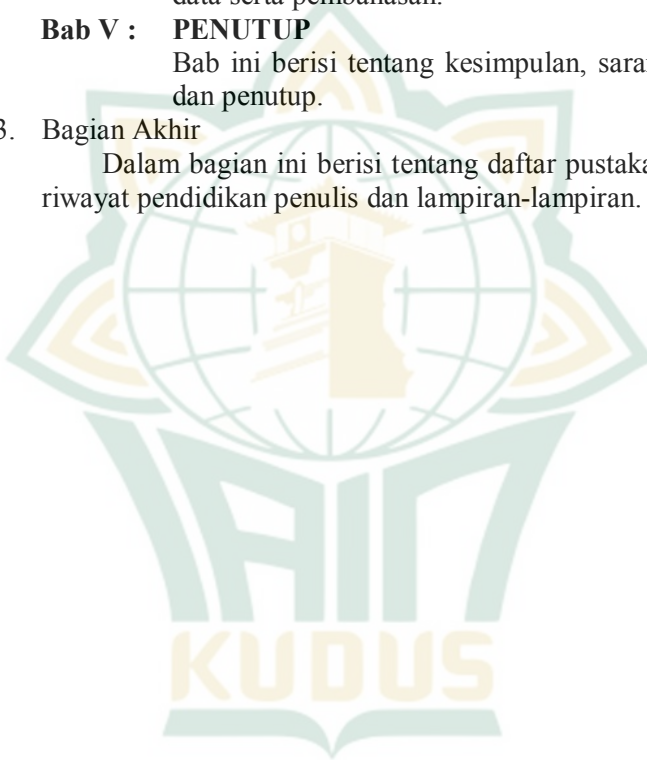 data serta pembahasan.
Bab V : PENUTUP
Bab ini berisi tentang kesimpulan, saran
dan penutup.
3. Bagian Akhir
Dalam bagian ini berisi tentang daftar pustaka
riwayat pendidikan penulis dan lampiran-lampiran.
IAIN
KUDUS